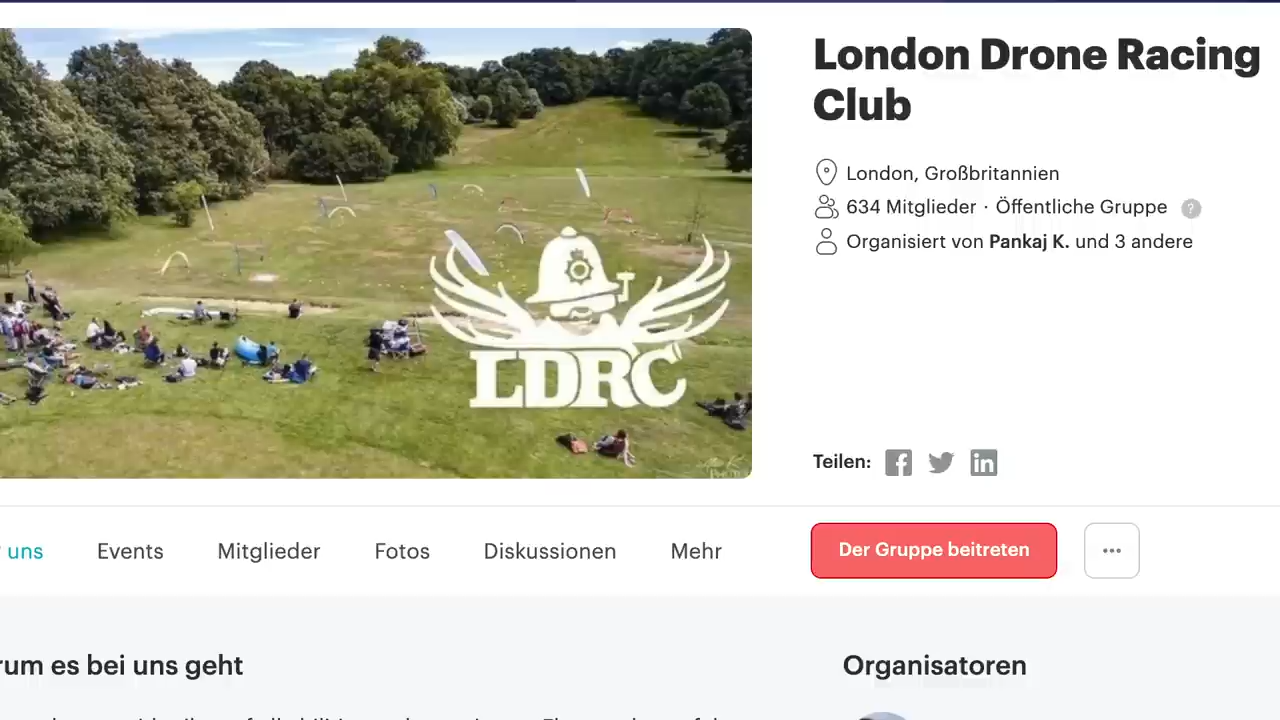 London Drone Racing
Club
London, Großbritannien
634 Mitglieder · Öffentliche Gruppe ?
Organisiert von Pankaj K. und 3 andere
LDRC
Teilen:
uns
Events
Mitglieder
Fotos
Diskussionen
Mehr
Der Gruppe beitreten
rum es bei uns geht
Organisatoren